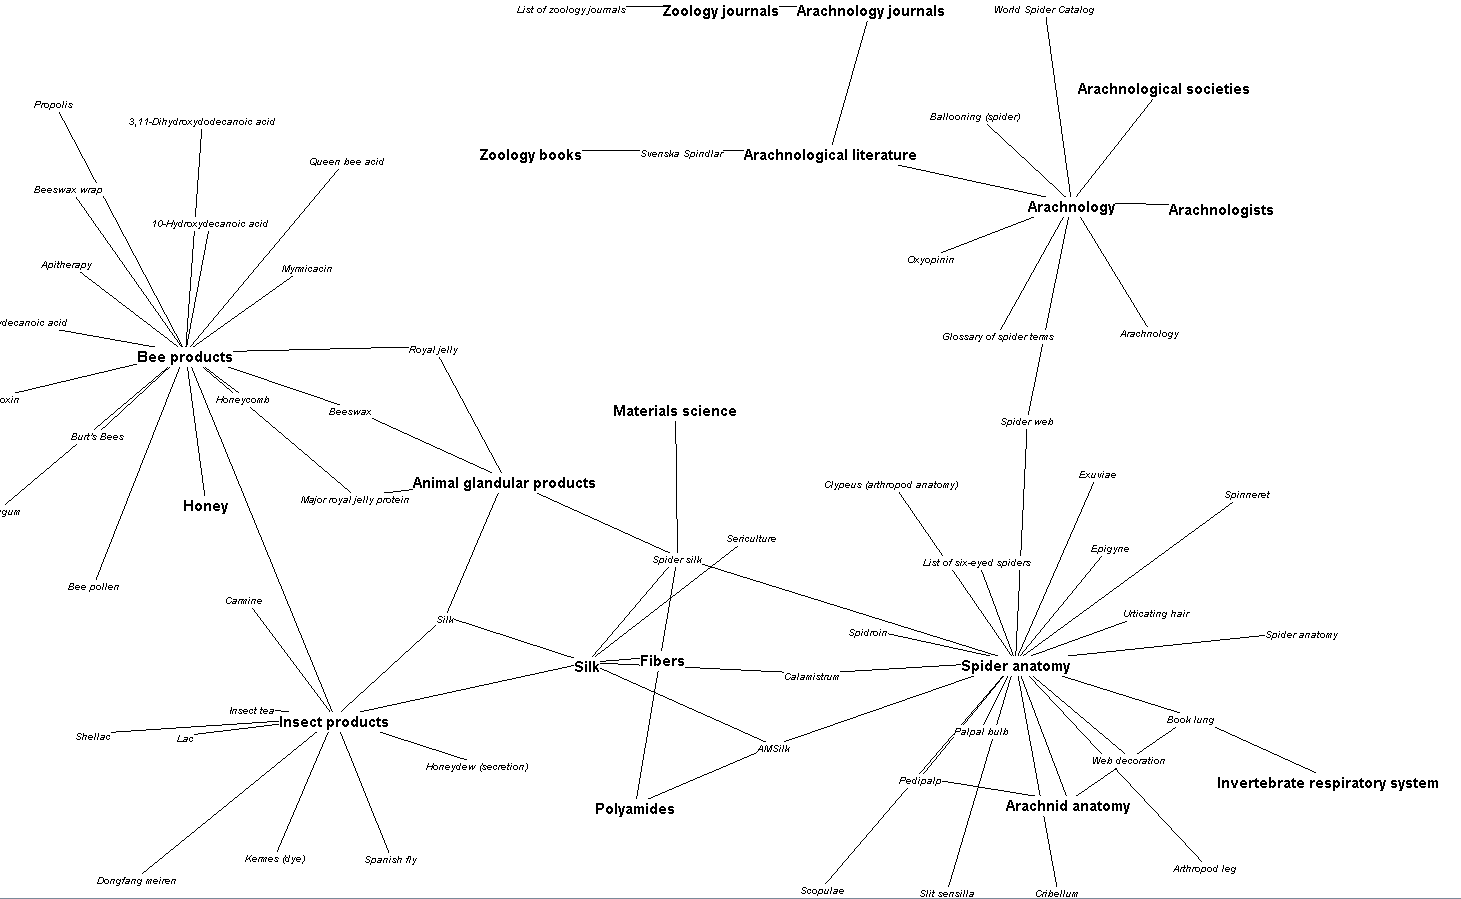 List of zoology journals
Zoology journals
Arachnology journals
World Spider Catalog
Arachnological societies
Propolis
3,11-Dihydroxydodecanoic acid
Ballooning (spider)
Zoology books
Svenska Spindlar
Arachnological literature
Queen bee acid
Beeswax wrap
Arachnology
Arachnologists
10-Hydroxydecanoic acid
Oxyopinin
Apitherapy
Myrmicacin
ydecanoic acid
Glossary of spider terms
Arachnology
Bee products
Royal jelly
oxin
Honeycomb
Beeswax
Materials science
Spider web
Burt's Bees
Clypeus (arthropod anatomy)
Exuviae
Animal glandular products
Spinneret
Major royal jelly protein
Honey
gum
Sericulture
Epigyne
Spider silk
List of six-eyed spiders
Bee pollen
Carmine
Urticating hair
Silk
Spidroin
Spider anatomy
Silk
Fibers
Spider anatomy
Calamistrum
Insect tea
Insect products
Book lung
Shellac
Lac
Palpal bulb
AMSilk
Web decoration
Honeydew (secretion)
Pedipalp
Invertebrate respiratory system
Polyamides
Arachnid anatomy
Kermes (dye)
Spanish fly
Arthropod leg
Dongfang meiren
Scopulae
Slit sensilla
Cribellum